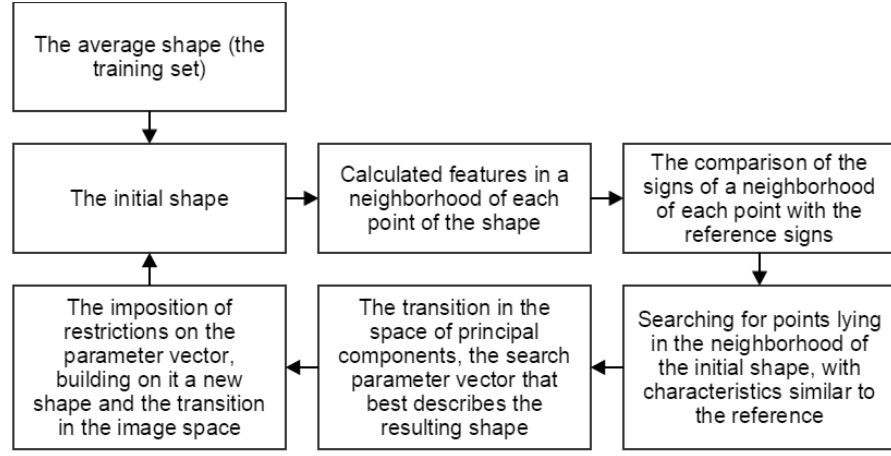 The average shape (the
training set)
The initial shape
Calculated features in a
neighborhood of each
point of the shape
The comparison of the
signs of a neighborhood
of each point with the
reference signs
Searching for points lying
in the neighborhood of
the initial shape, with
characteristics similar to
the reference
The transition in the
space of principal
components, the search
parameter vector that
best describes the
resulting shape
The imposition of
restrictions on the
parameter vector,
building on it a new
shape and the transition
in the image space